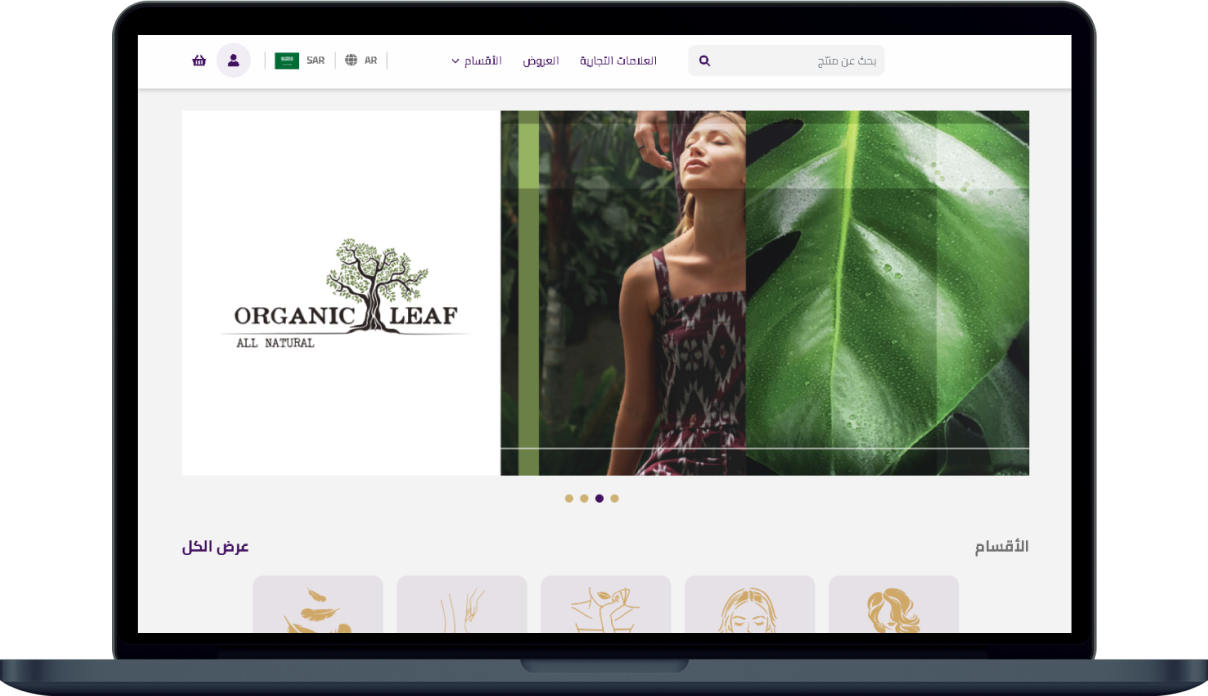 بحث عن منتج
العلامات التجارية
العروض
الأقسام
AR
SAR
ORGANIC LEAF
ALL NATURAL
الأقسام
عرض الكل